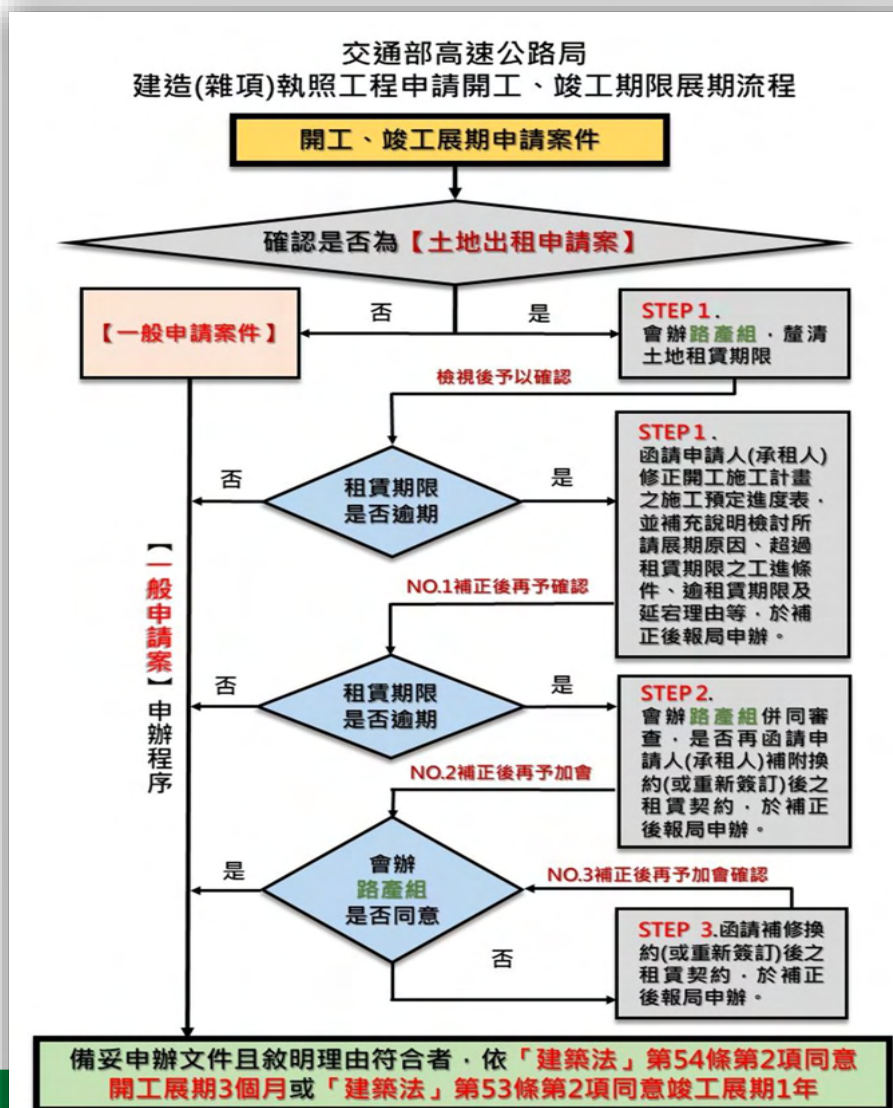 交通部高速公路局
建造(雜項)執照工程申請開工、竣工期限展期流程
開工、竣工展期申請案件
確認是否為【土地出租申請案】
否
是
【一般申請案件】
STEP 1.
會辦路產組，釐清
土地租賃期限
檢視後予以確認
租賃期限
是否逾期
否
是
STEP 1.
函請申請人(承租人)
修正開工施工計畫
之施工預定進度表，
並補充說明檢討所
請展期原因、超過
租賃期限之工進條
件、逾租賃期限及
延宕理由等，於補
正後報局申辦。
NO.1補正後再予確認
【一般申請案】申辦程序
租賃期限
是否逾期
否
是
STEP 2.
會辦路產組併同審
查，是否再函請申
請人(承租人)補附換
約(或重新簽訂)後之
租賃契約，於補正
後報局申辦。
NO.2補正後再予加會
會辦
路產組
是否同意
是
否
NO.3補正後再予加會確認
STEP 3.函請補修換
約(或重新簽訂)後之
租賃契約，於補正
後報局申辦。
備妥申辦文件且敘明理由符合者，依「建築法」第54條第2項同意
開工展期3個月或「建築法」第53條第2項同意竣工展期1年